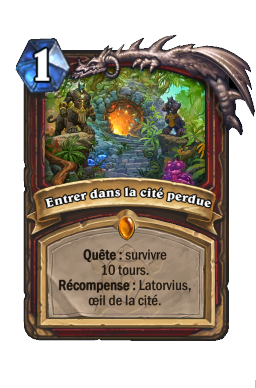 1
Entrer dans la cité perdue
Quête : survivre
10 tours.
Récompense : Latorvius,
œil de la cité.